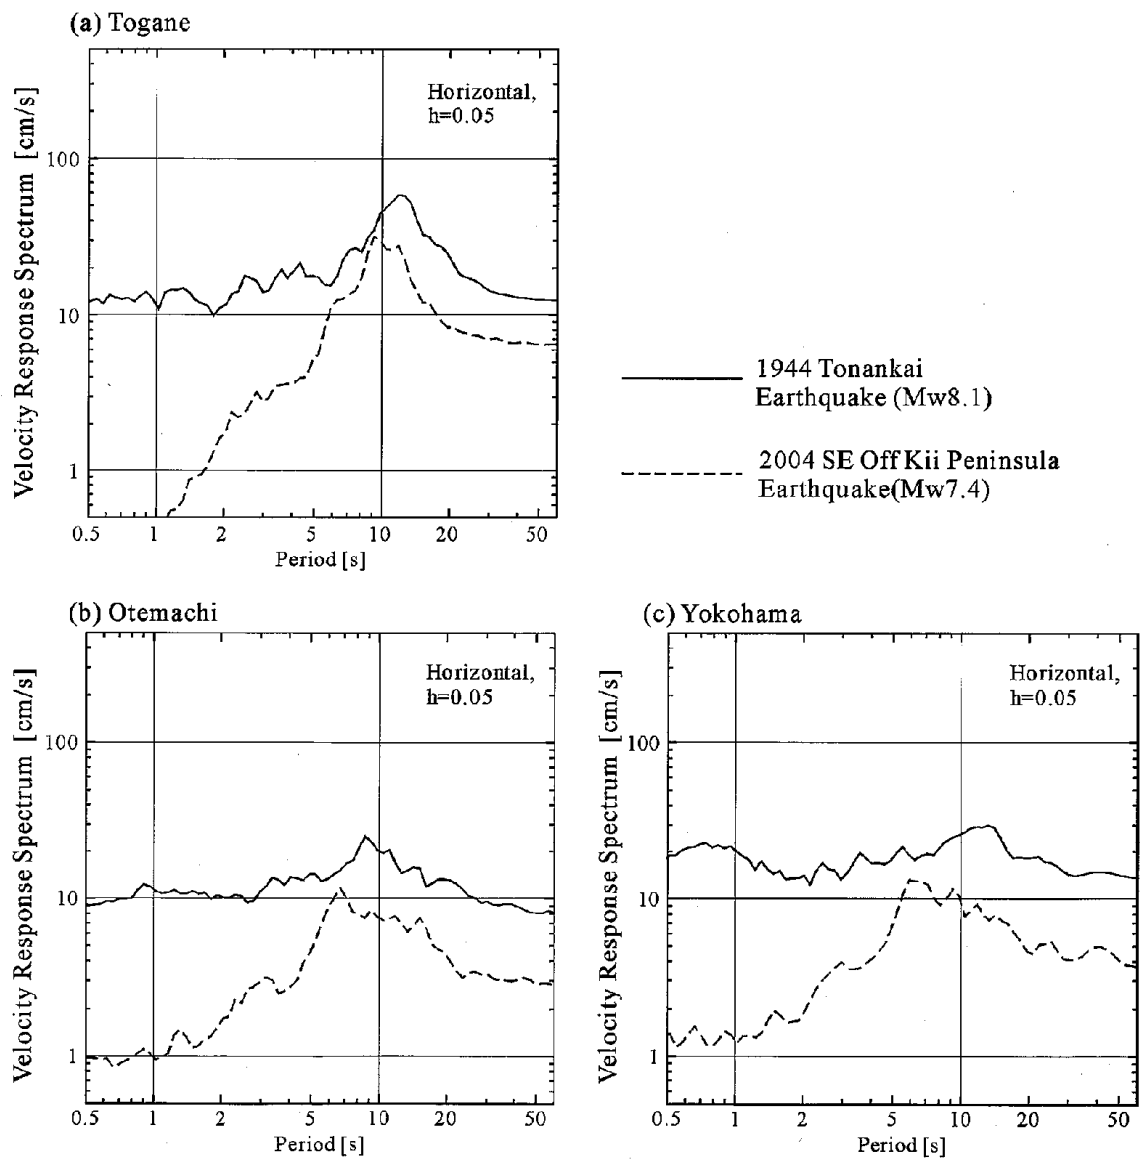 (a) Togane
Velocity Response Spectrum [cm/s]
Horizontal,
h=0.05
100
10
1
0.5 1 2 5 10 20 50
Period [s]
1944 Tonankai
Earthquake (Mw8.1)
2004 SE Off Kii Peninsula
Earthquake(Mw7.4)
(b) Otemachi
Velocity Response Spectrum [cm/s]
Horizontal,
h=0.05
100
10
1
0.5 1 2 5 10 20 50
Period [s]
(c) Yokohama
Velocity Response Spectrum [cm/s]
Horizontal,
h=0.05
100
10
1
0.5 1 2 5 10 20 50
Period [s]